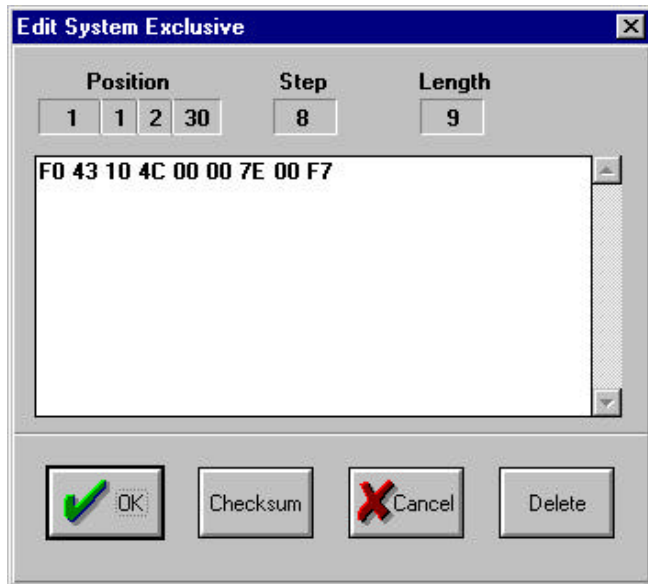 Edit System Exclusive
Position Step Length
1 1 2 30 8 9
F0 43 10 4C 00 00 7E 00 F7
OK Checksum Cancel Delete